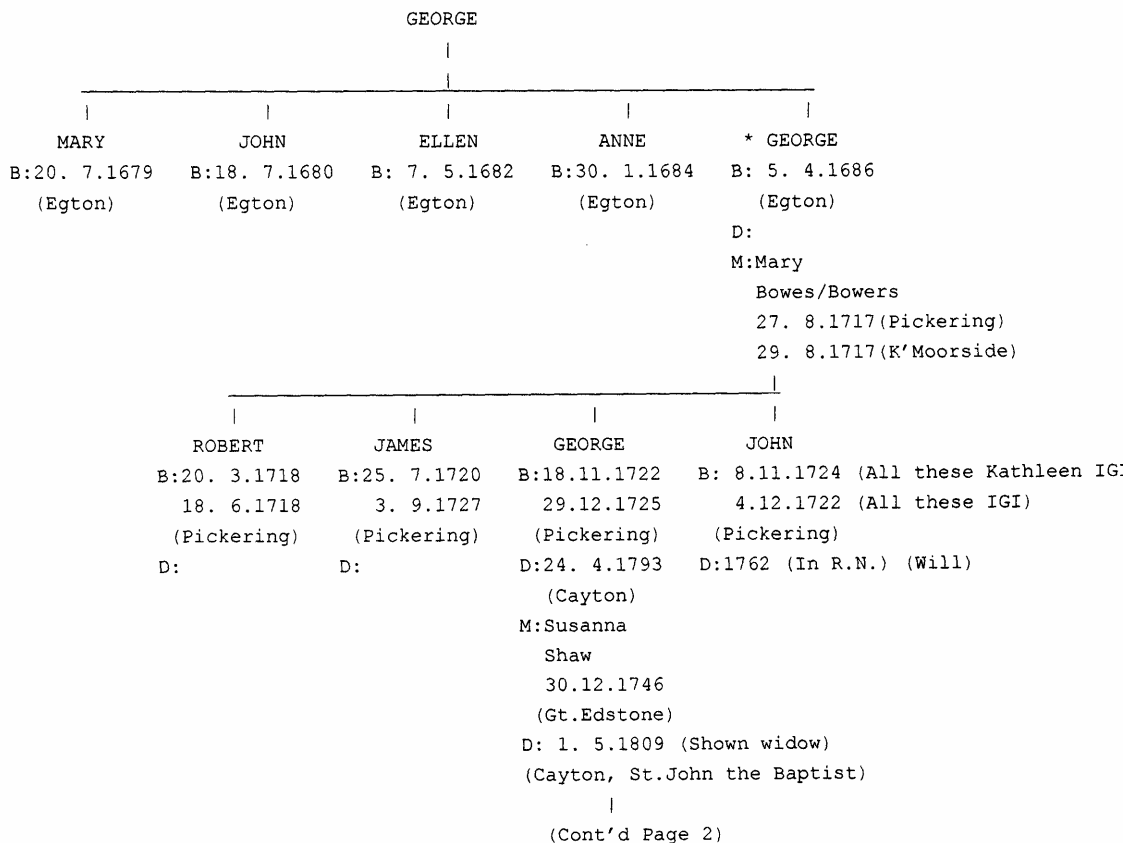 GEORGE
MARY JOHN ELLEN ANNE * GEORGE
B:20. 7.1679 B:18. 7.1680 B: 7. 5.1682 B:30. 1.1684 B: 5. 4.1686
(Egton) (Egton) (Egton) (Egton) (Egton)
D:
M:Mary
Bowes/Bowers
27. 8.1717(Pickering)
29. 8.1717(K'Moorside)
ROBERT JAMES GEORGE JOHN
B:20. 3.1718 B:25. 7.1720 B:18.11.1722 B: 8.11.1724 (All these Kathleen IGI
18. 6.1718 3. 9.1727 29.12.1725 4.12.1722 (All these IGI)
(Pickering) (Pickering) (Pickering) (Pickering)
D: D: D:24. 4.1793 D:1762 (In R.N.) (Will)
(Cayton)
M:Susanna
Shaw
30.12.1746
(Gt.Edstone)
D: 1. 5.1809 (Shown widow)
(Cayton, St.John the Baptist)
(Cont'd Page 2)